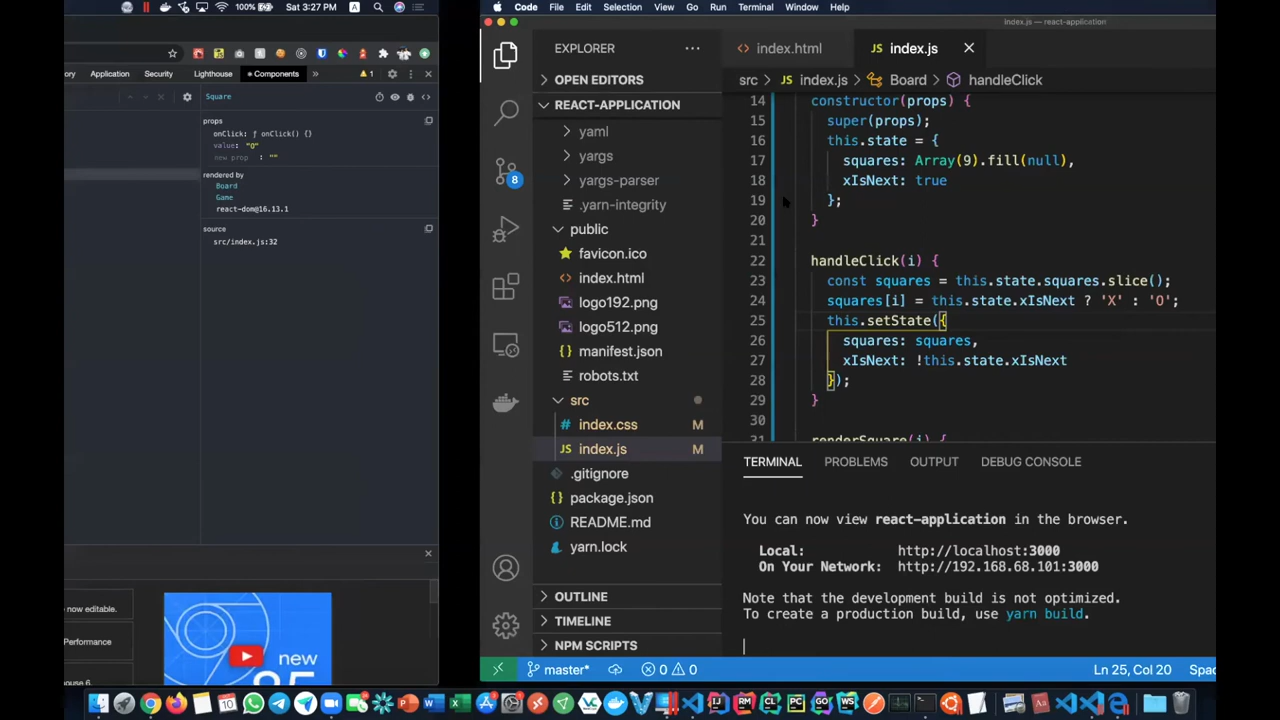 100%
Sat 3:27 PM
Code File Edit Selection View Go Run Terminal Window Help
index.js — react-application
ory Application Security Lighthouse Components » 1
Square
props
onClick: ƒ onClick() {}
value: "O"
new prop : ""
rendered by
Board
Game
react-dom@16.13.1
source
src/index.js:32
now editable.
Performance
ouse 6.
new
EXPLORER
OPEN EDITORS
REACT-APPLICATION
yaml
yargs
yargs-parser
.yarn-integrity
public
favicon.ico
index.html
logo192.png
logo512.png
manifest.json
robots.txt
src
index.css M
index.js M
.gitignore
package.json
README.md
yarn.lock
OUTLINE
TIMELINE
NPM SCRIPTS
8
index.html JS index.js
src > JS index.js > Board > handleClick
14 constructor(props) {
15 super(props);
16 this.state = {
17 squares: Array(9).fill(null),
18 xIsNext: true
19 };
20 }
21
22 handleClick(i) {
23 const squares = this.state.squares.slice();
24 squares[i] = this.state.xIsNext ? 'X' : 'O';
25 this.setState({
26 squares: squares,
27 xIsNext: !this.state.xIsNext
28 });
29 }
30
31 renderSquare(i) {
TERMINAL PROBLEMS OUTPUT DEBUG CONSOLE
You can now view react-application in the browser.
Local: http://localhost:3000
On Your Network: http://192.168.68.101:3000
Note that the development build is not optimized.
To create a production build, use yarn build.
master* 0 0 Ln 25, Col 20 Spac